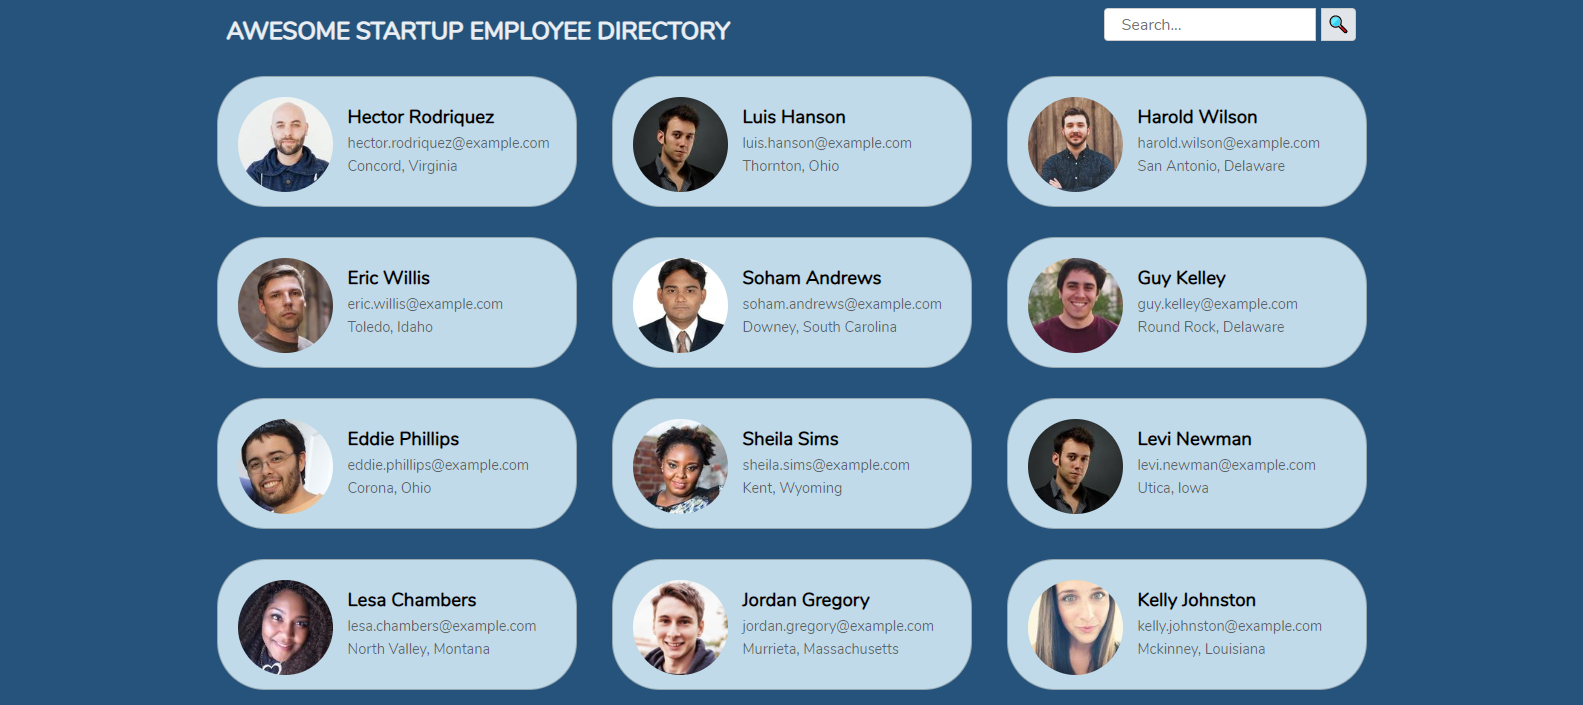 AWESOME STARTUP EMPLOYEE DIRECTORY
Search...
Hector Rodriquez
hector.rodriquez@example.com
Concord, Virginia
Luis Hanson
luis.hanson@example.com
Thornton, Ohio
Harold Wilson
harold.wilson@example.com
San Antonio, Delaware
Eric Willis
eric.willis@example.com
Toledo, Idaho
Soham Andrews
soham.andrews@example.com
Downey, South Carolina
Guy Kelley
guy.kelley@example.com
Round Rock, Delaware
Eddie Phillips
eddie.phillips@example.com
Corona, Ohio
Sheila Sims
sheila.sims@example.com
Kent, Wyoming
Levi Newman
levi.newman@example.com
Utica, Iowa
Lesa Chambers
lesa.chambers@example.com
North Valley, Montana
Jordan Gregory
jordan.gregory@example.com
Murrieta, Massachusetts
Kelly Johnston
kelly.johnston@example.com
Mckinney, Louisiana